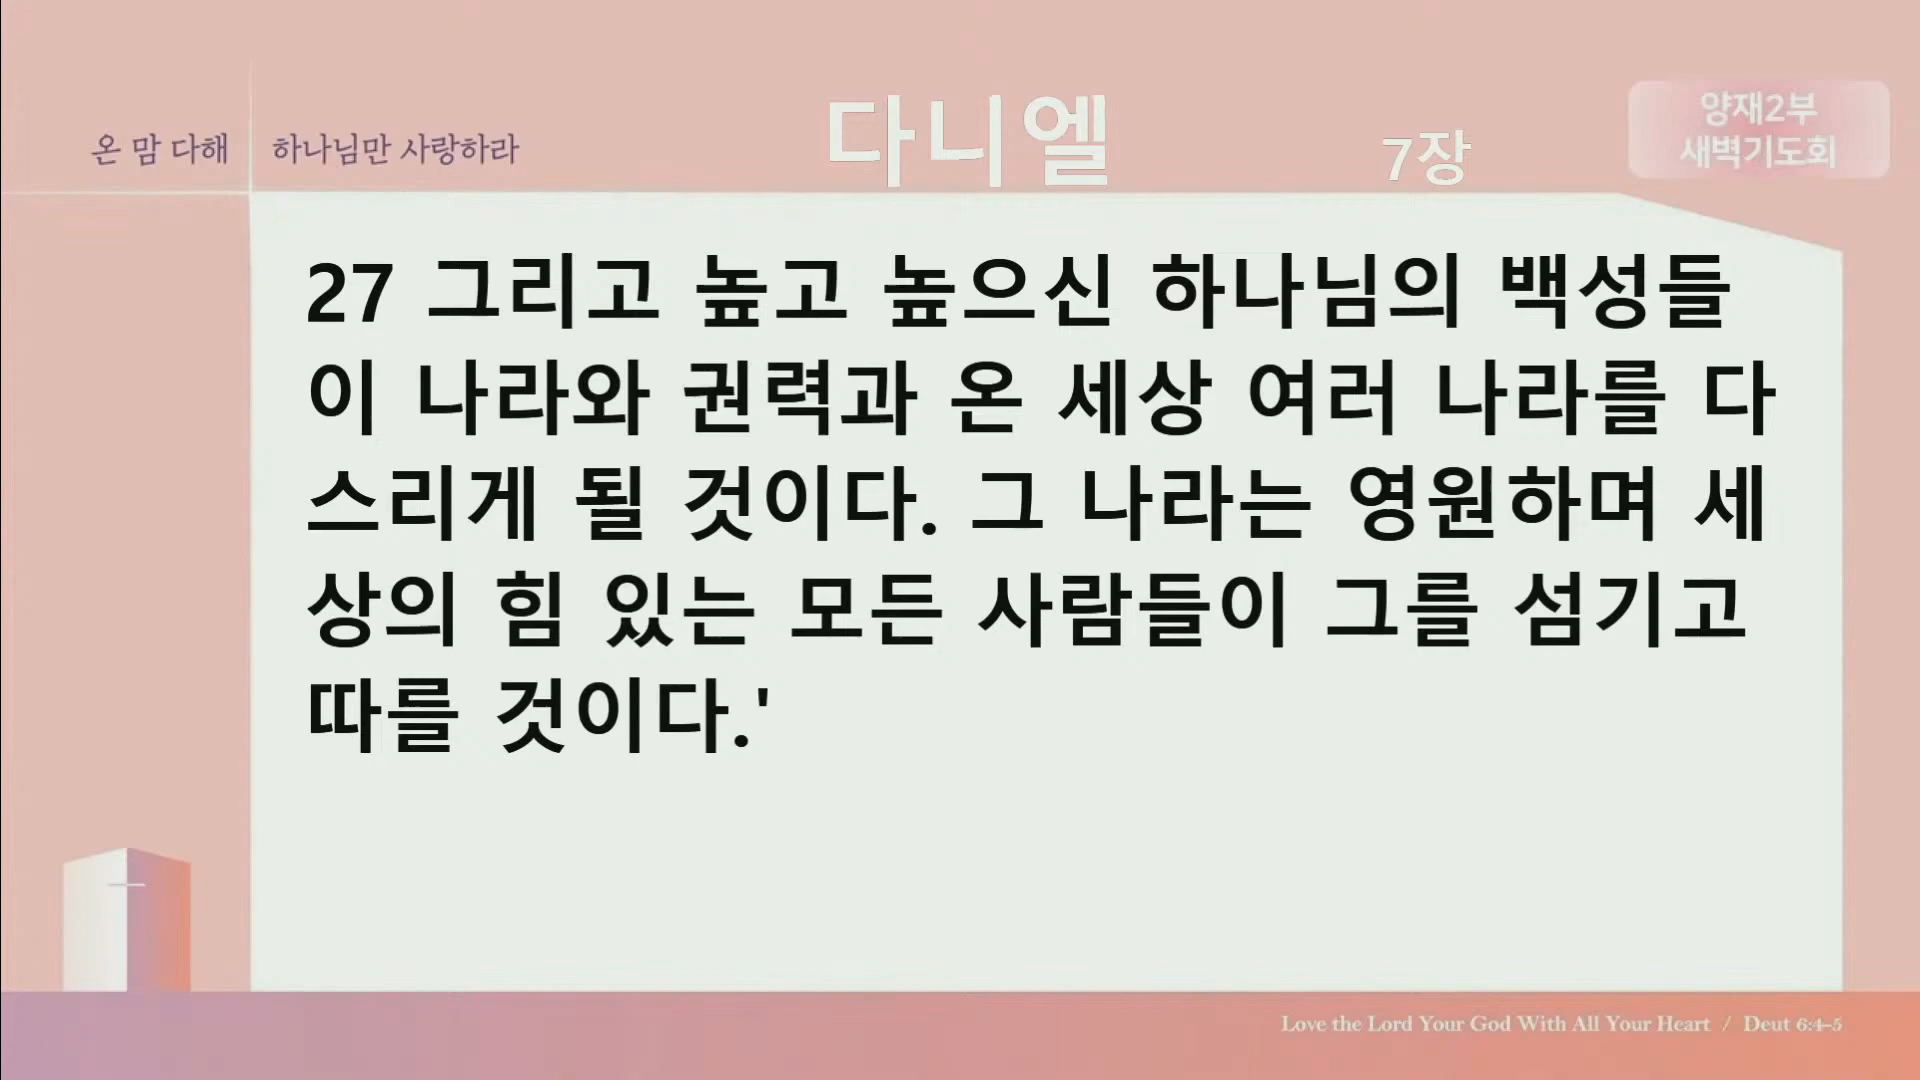 온 맘 다해 하나님만 사랑하라
다니엘 7장
양재2부
새벽기도회
27 그리고 높고 높으신 하나님의 백성들
이 나라와 권력과 온 세상 여러 나라를 다
스리게 될 것이다. 그 나라는 영원하며 세
상의 힘 있는 모든 사람들이 그를 섬기고
따를 것이다.'
Love the Lord Your God With All Your Heart / Deut 6:4-5